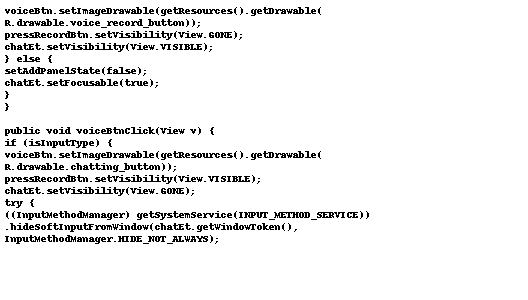 voiceBtn.setImageDrawable(getResources().getDrawable(
R.drawable.voice_record_button));
pressRecordBtn.setVisibility(View.GONE);
chatEt.setVisibility(View.VISIBLE);
} else {
setAddPanelState(false);
chatEt.setFocusable(true);
}
}
public void voiceBtnClick(View v) {
if (isInputType) {
voiceBtn.setImageDrawable(getResources().getDrawable(
R.drawable.chatting_button));
pressRecordBtn.setVisibility(View.VISIBLE);
chatEt.setVisibility(View.GONE);
try {
((InputMethodManager) getSystemService(INPUT_METHOD_SERVICE))
.hideSoftInputFromWindow(chatEt.getWindowToken(),
InputMethodManager.HIDE_NOT_ALWAYS);